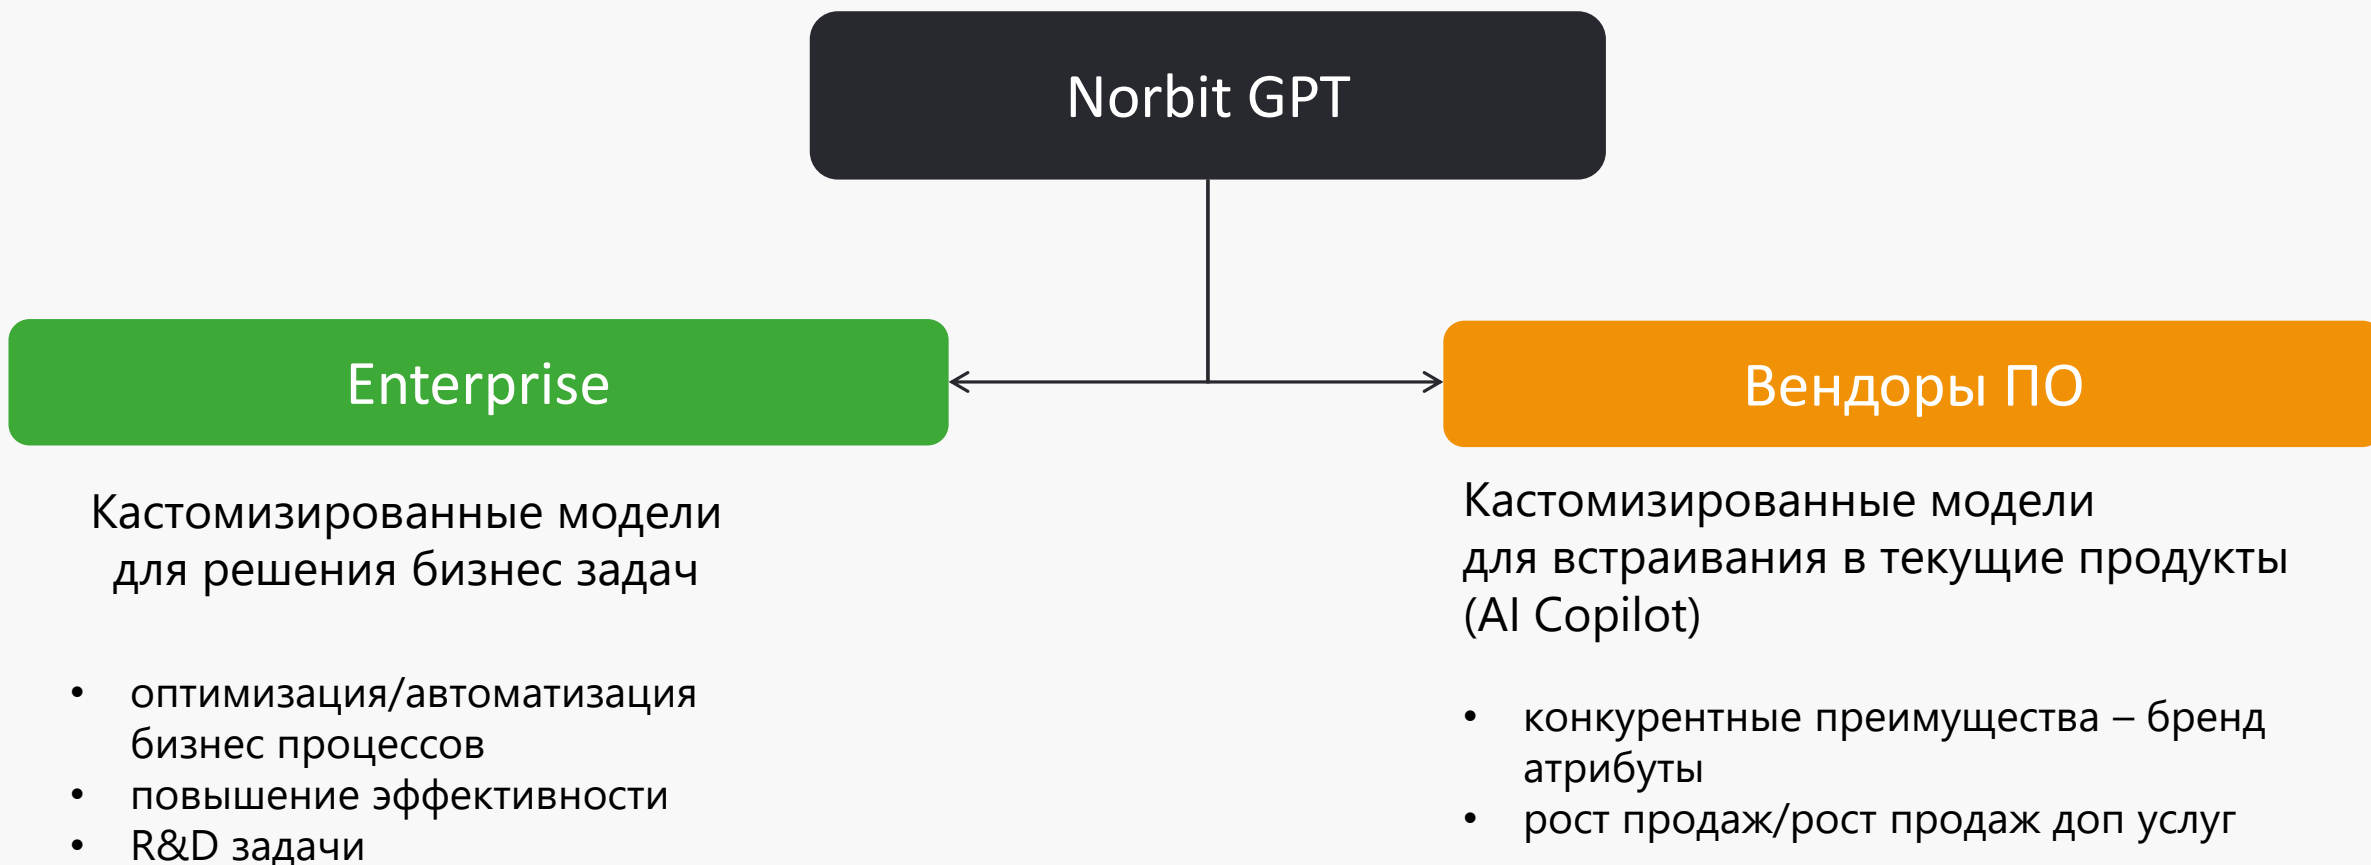 Norbit GPT
Enterprise
Вендоры ПО
Кастомизированные модели
для решения бизнес задач
• оптимизация/автоматизация
бизнес процессов
• повышение эффективности
• R&D задачи
Кастомизированные модели
для встраивания в текущие продукты
(AI Copilot)
• конкурентные преимущества – бренд
атрибуты
• рост продаж/рост продаж доп услуг